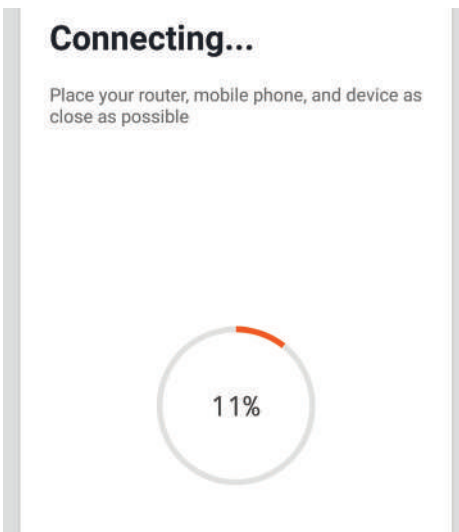 Connecting...
Place your router, mobile phone, and device as
close as possible
11%